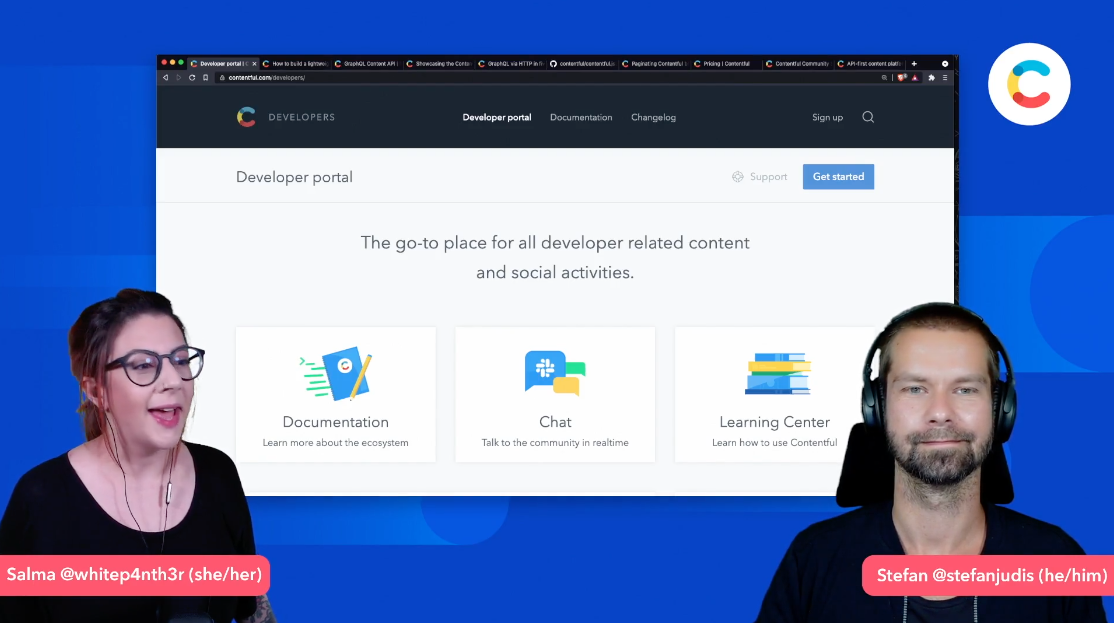 Developer portal |
How to build a lightweig
GraphQL Content API |
Showcasing the Conte
GraphQL via HTTP in fi
contentful/contentful.js
Paginating Contentful
Pricing | Contentful
Contentful Community
API-first content platf
contentful.com/developers/
DEVELOPERS
Developer portal
Documentation
Changelog
Sign up
Developer portal
Support
Get started
The go-to place for all developer related content
and social activities.
Documentation
Learn more about the ecosystem
Chat
Talk to the community in realtime
Learning Center
Learn how to use Contentful
Salma @whitep4nth3r (she/her)
Stefan @stefanjudis (he/him)